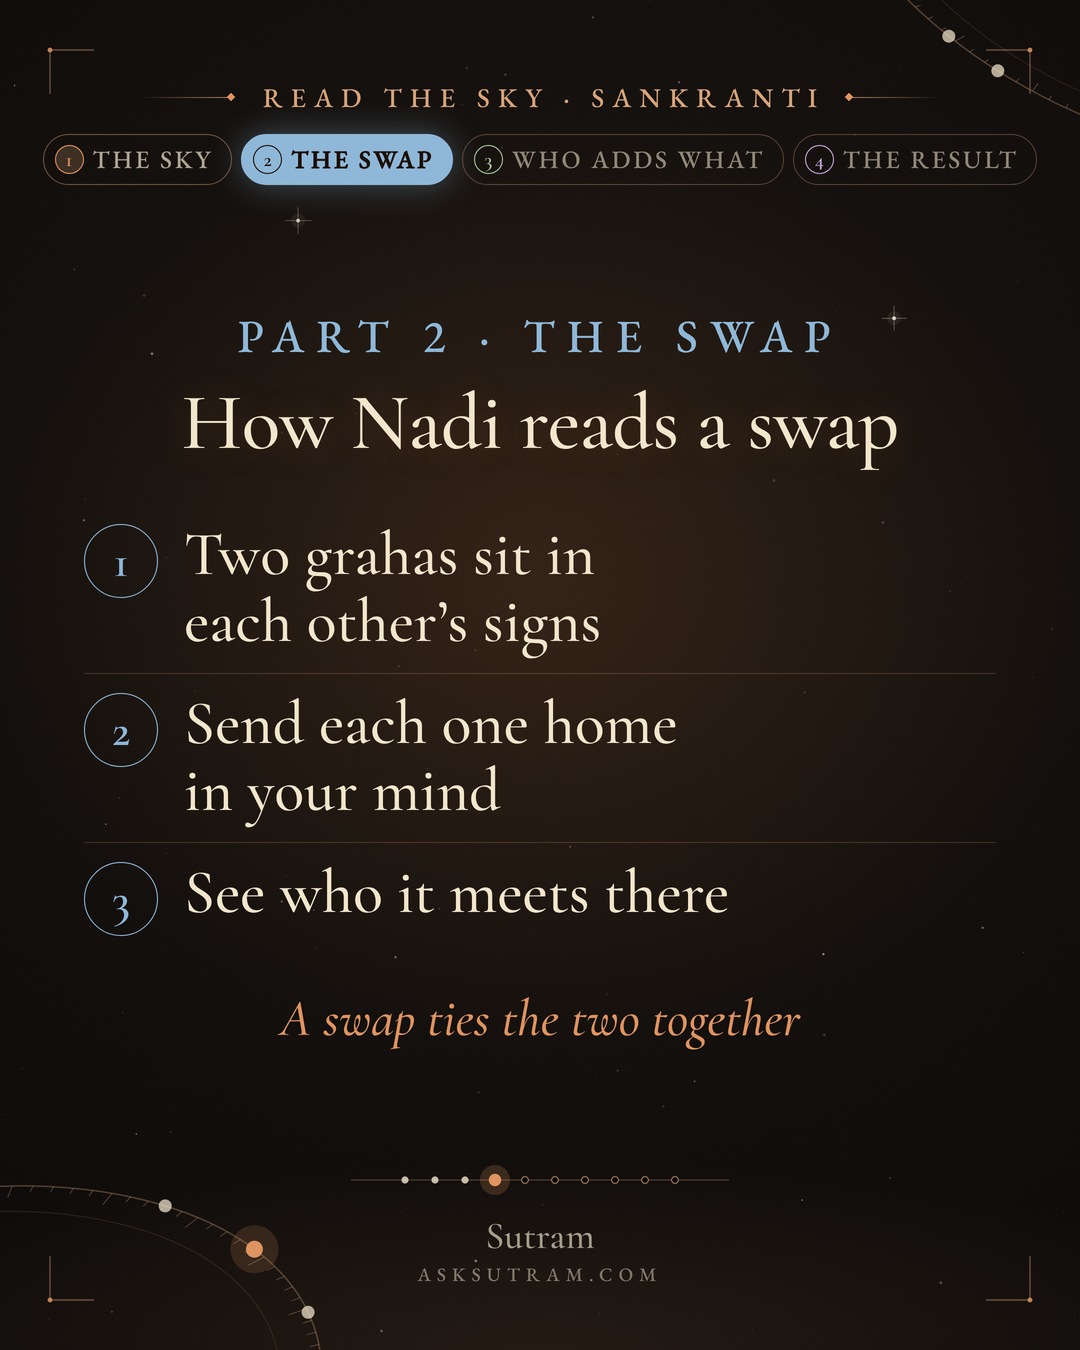 READ THE SKY · SANKRANTI
1 THE SKY 2 THE SWAP 3 WHO ADDS WHAT 4 THE RESULT
PART 2 · THE SWAP
How Nadi reads a swap
1 Two grahas sit in
each other’s signs
2 Send each one home
in your mind
3 See who it meets there
A swap ties the two together
Sutram
ASKSUTRAM.COM